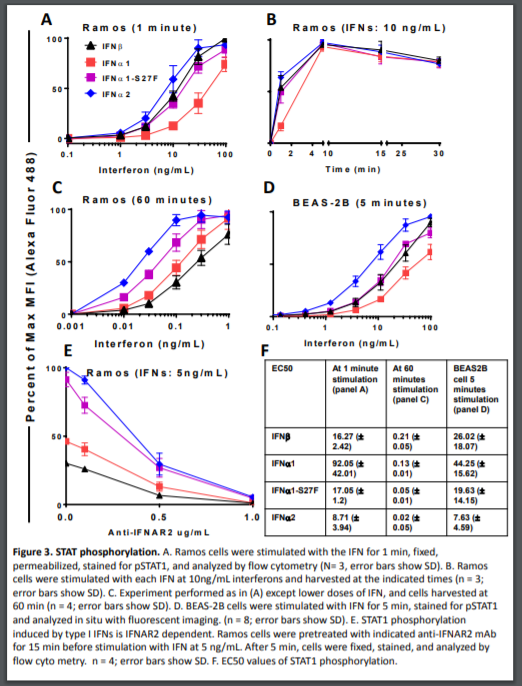 A
Ramos (1 minute)
IFNβ
IFNα1
IFNα1-S27F
IFNα2
100
50
0
0.1 1 10 100
Interferon (ng/mL)
B
Ramos (IFNs: 10 ng/mL)
0 2 4 10 15 25 30
Time (min)
C
Ramos (60 minutes)
100
50
0
0.001 0.01 0.1 1
Interferon (ng/mL)
D
BEAS-2B (5 minutes)
0.1 1 10 100
Interferon (ng/mL)
Percent of Max MFI (Alexa Fluor 488)
E
Ramos (IFNs: 5ng/mL)
100
50
0
0.0 0.5 1.0
Anti-IFNAR2 ug/mL
F
EC50
At 1 minute
stimulation
(panel A)
At 60
minutes
stimulation
(panel C)
BEAS2B
cell 5
minutes
stimulation
(panel D)
IFNβ
16.27 (±
2.42)
0.21 (±
0.05)
26.02 (±
18.07)
IFNα1
92.05 (±
42.01)
0.13 (±
0.01)
44.25 (±
15.62)
IFNα1-S27F
17.05 (±
1.2)
0.05 (±
0.01)
19.63 (±
14.15)
IFNα2
8.71 (±
3.94)
0.02 (±
0.05)
7.63 (±
4.59)
Figure 3. STAT phosphorylation. A. Ramos cells were stimulated with the IFN for 1 min, fixed,
permeabilized, stained for pSTAT1, and analyzed by flow cytometry (N= 3, error bars show SD). B. Ramos
cells were stimulated with each IFN at 10ng/mL interferons and harvested at the indicated times (n = 3;
error bars show SD). C. Experiment performed as in (A) except lower doses of IFN, and cells harvested at
60 min (n = 4; error bars show SD). D. BEAS-2B cells were stimulated with IFN for 5 min, stained for pSTAT1
and analyzed in situ with fluorescent imaging. (n = 8; error bars show SD). E. STAT1 phosphorylation
induced by type I IFNs is IFNAR2 dependent. Ramos cells were pretreated with indicated anti-IFNAR2 mAb
for 15 min before stimulation with IFN at 5 ng/mL. After 5 min, cells were fixed, stained, and analyzed by
flow cyto metry. n = 4; error bars show SD. F. EC50 values of STAT1 phosphorylation.